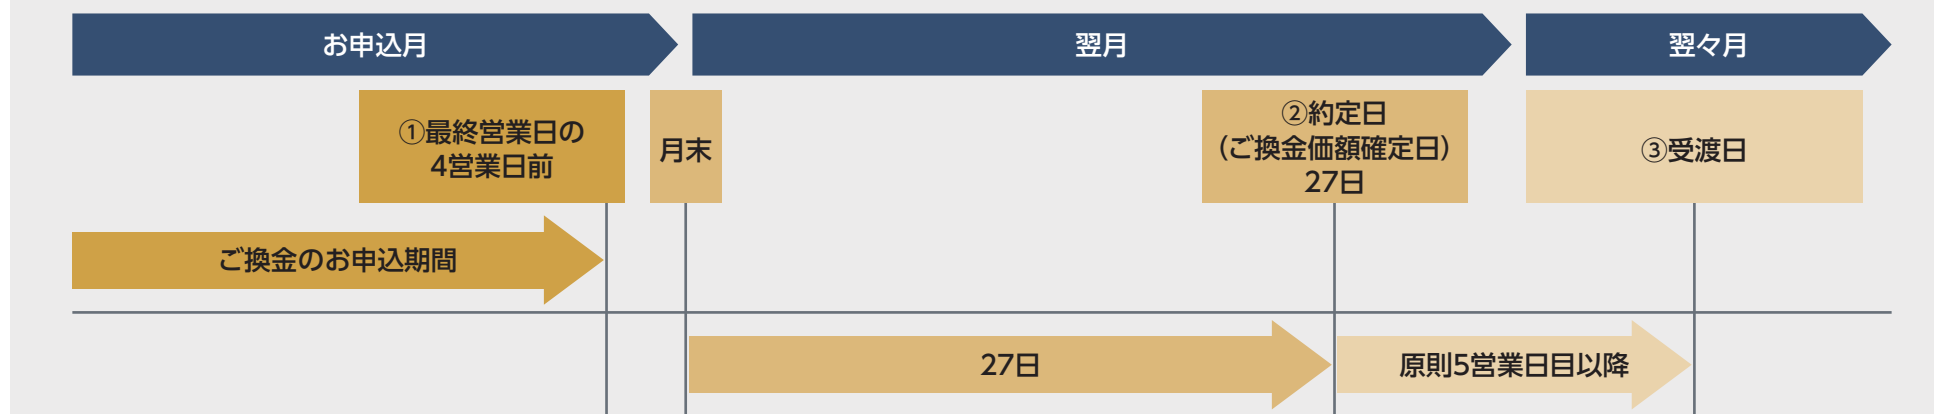 お申込月
翌月
翌々月
①最終営業日の
4営業日前
月末
②約定日
（ご換金価額確定日）
27日
③受渡日
ご換金のお申込期間
27日
原則5営業日目以降